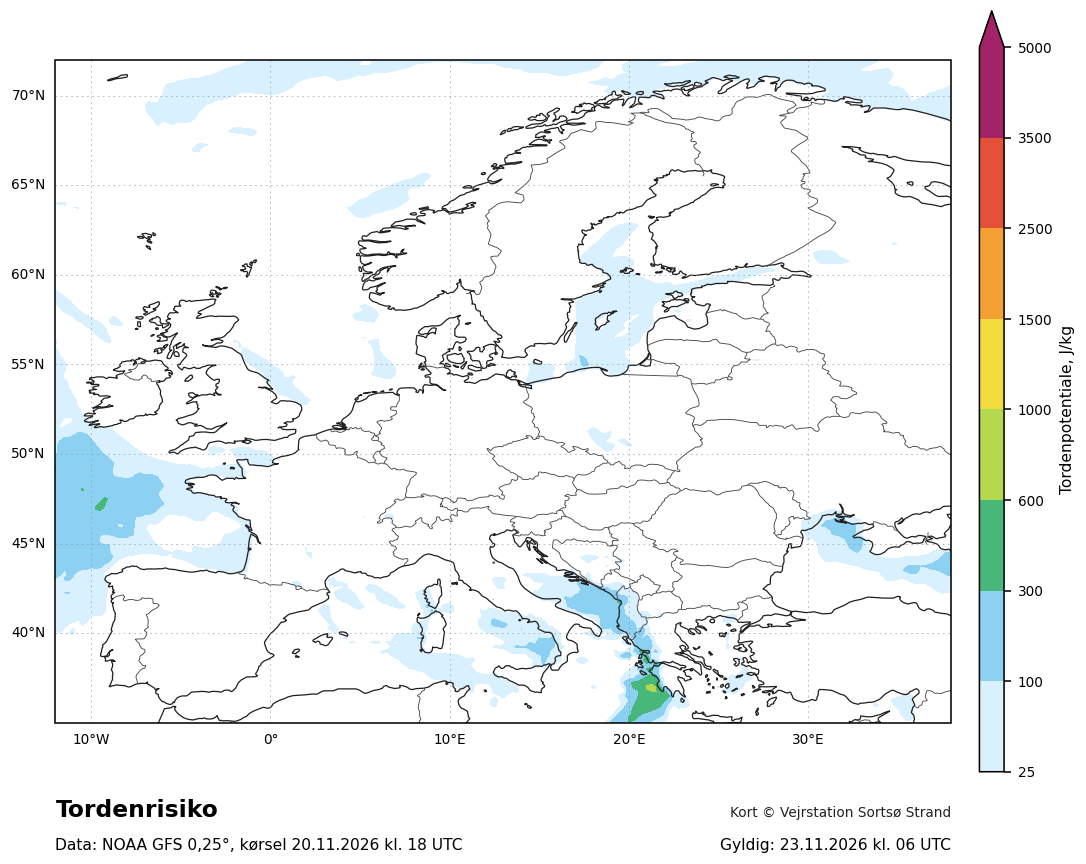 70°N
65°N
60°N
55°N
50°N
45°N
40°N
10°W
0°
10°E
20°E
30°E
5000
3500
2500
1500
1000
600
300
100
25
Tordenpotentiale, J/kg
Tordenrisiko
Kort © Vejrstation Sortsø Strand
Data: NOAA GFS 0,25°, kørsel 20.11.2026 kl. 18 UTC
Gyldig: 23.11.2026 kl. 06 UTC